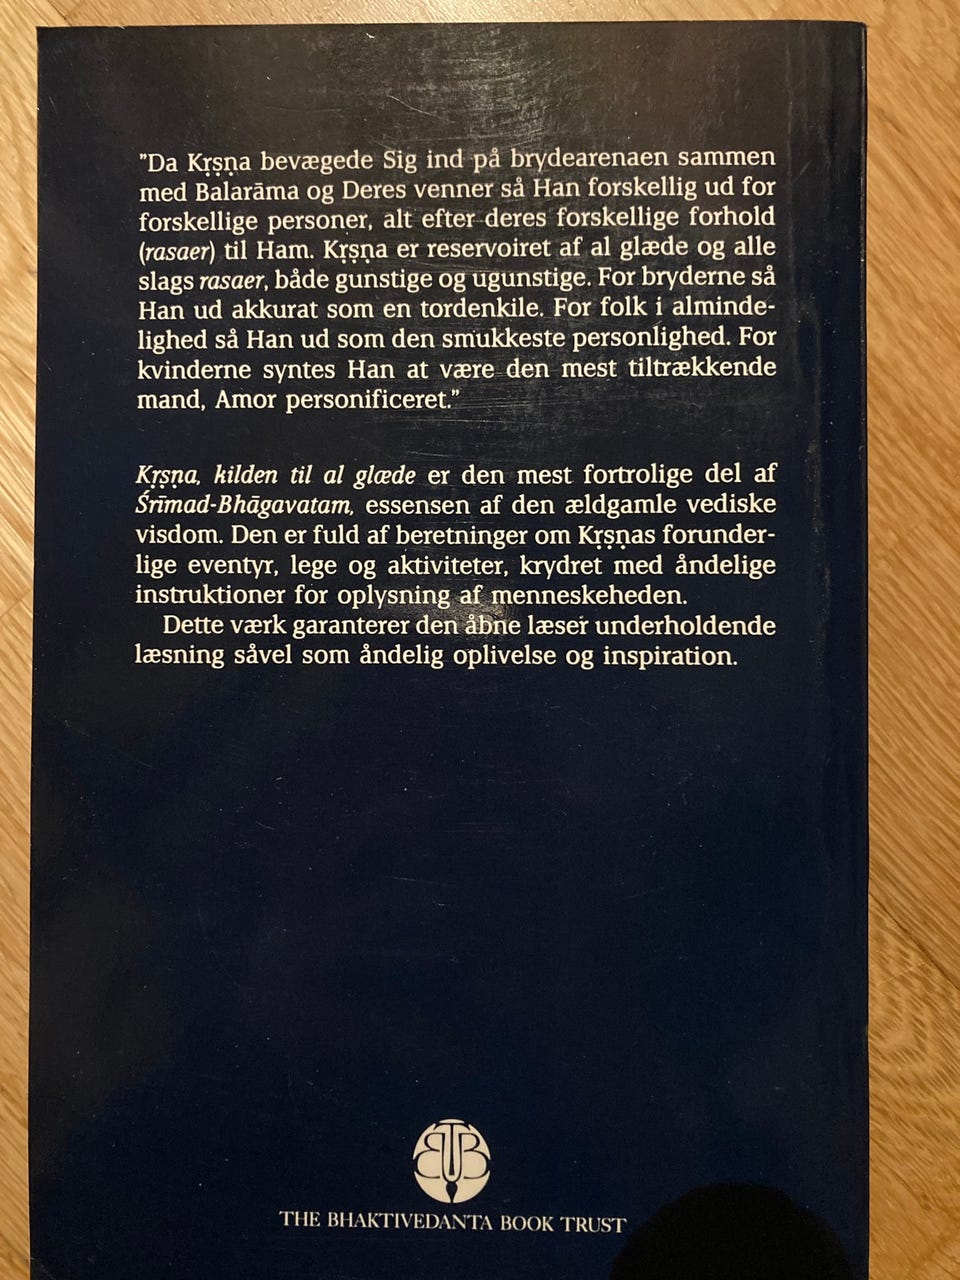 ”Da Kṛṣṇa bevægede Sig ind på brydearenaen sammen
med Balarāma og Deres venner så Han forskellig ud for
forskellige personer, alt efter deres forskellige forhold
(rasaer) til Ham. Kṛṣṇa er reservoiret af al glæde og alle
slags rasaer, både gunstige og ugunstige. For bryderne så
Han ud akkurat som en tordenkile. For folk i alminde-
lighed så Han ud som den smukkeste personlighed. For
kvinderne syntes Han at være den mest tiltrækkende
mand, Amor personificeret.”
Kṛṣṇa, kilden til al glæde er den mest fortrolige del af
Śrīmad-Bhāgavatam, essensen af den ældgamle vediske
visdom. Den er fuld af beretninger om Kṛṣṇas forunder-
lige eventyr, lege og aktiviteter, krydret med åndelige
instruktioner for oplysning af menneskeheden.
Dette værk garanterer den åbne læser underholdende
læsning såvel som åndelig oplivelse og inspiration.
BTB
THE BHAKTIVEDANTA BOOK TRUST